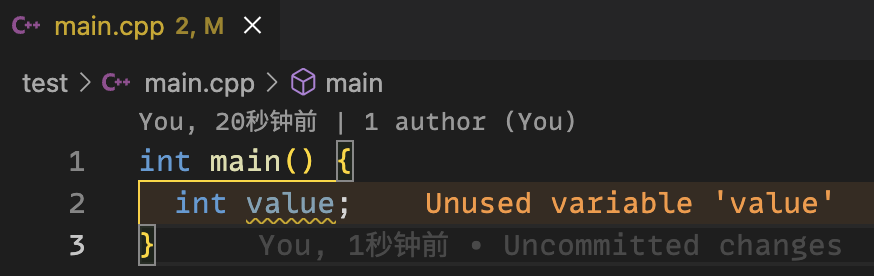 C++ main.cpp 2, M ×
test > C++ main.cpp > main
You, 20秒钟前 | 1 author (You)
1 int main() {
2 int value; Unused variable 'value'
3 } You, 1秒钟前 • Uncommitted changes